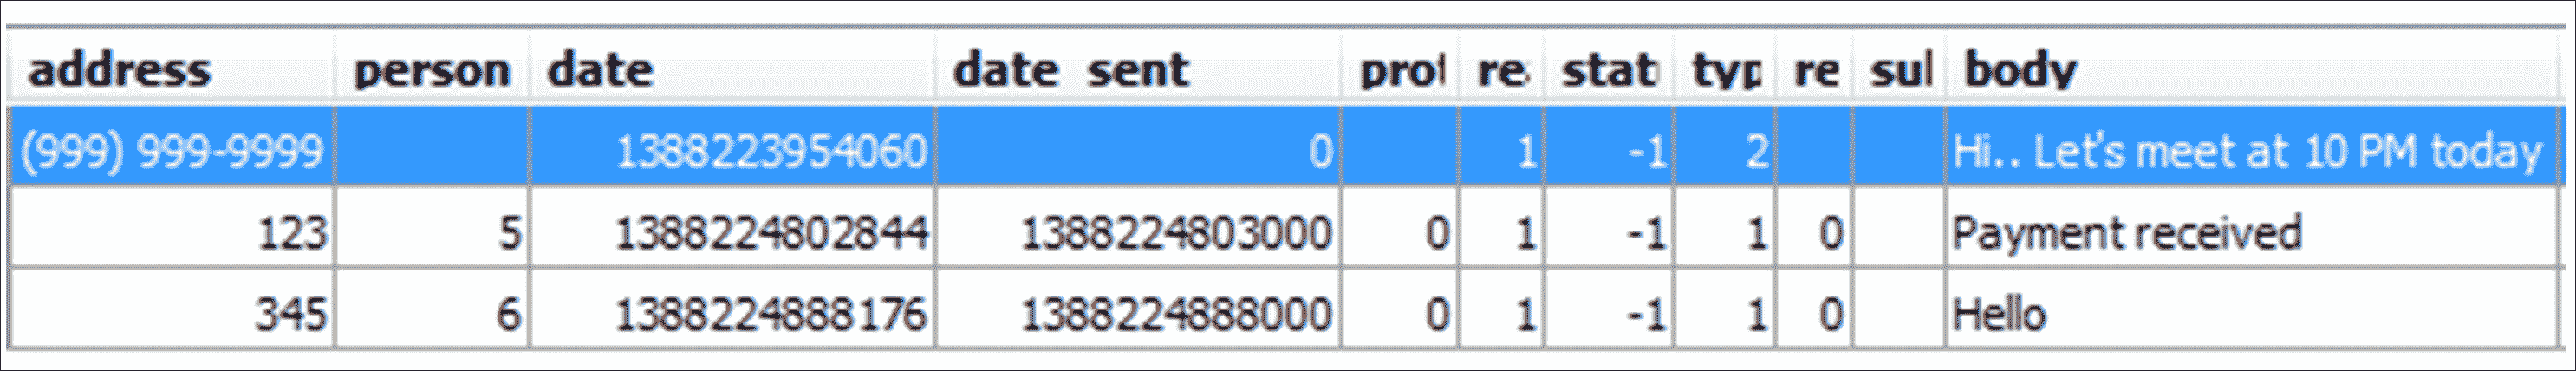 address person date date_sent prot rea stat typ re sul body
(999) 999-9999 1388223954060 0 1 -1 2 Hi.. Let's meet at 10 PM today
123 5 1388224802844 1388224803000 0 1 -1 1 0 Payment received
345 6 1388224888176 1388224888000 0 1 -1 1 0 Hello